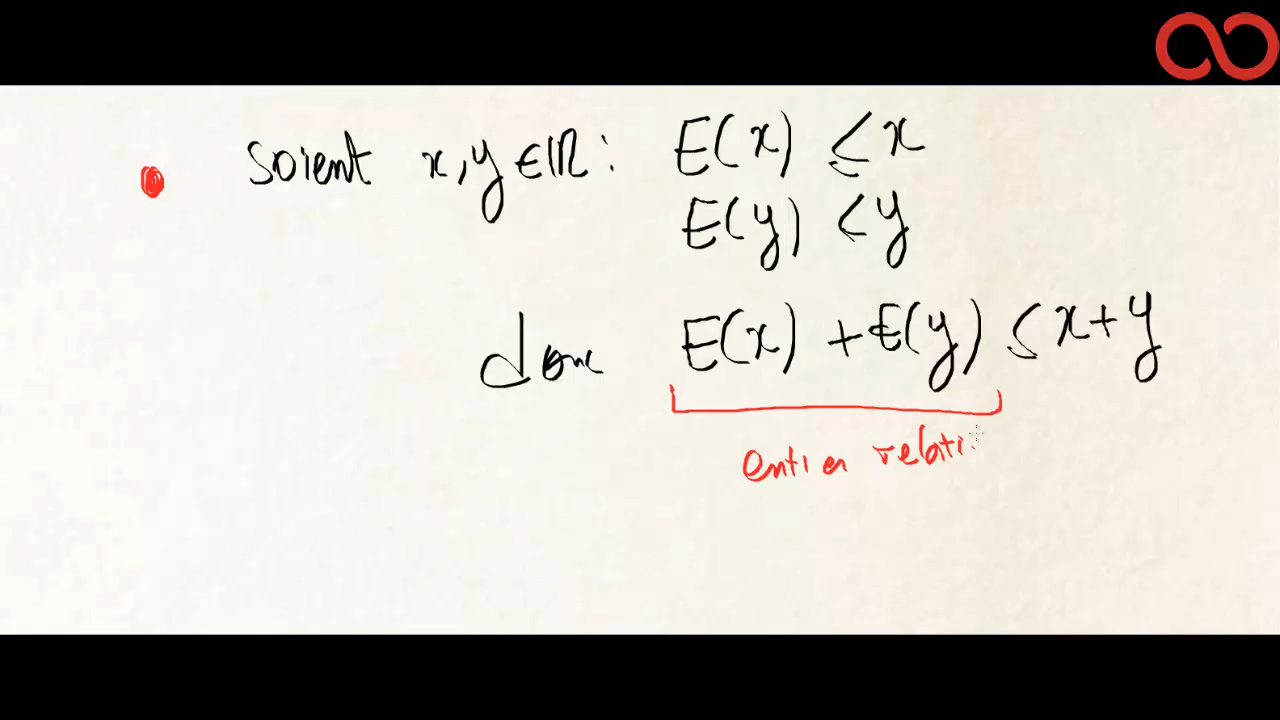 soient x, y ∈ ℝ : E(x) ≤ x
E(y) ≤ y
donc E(x) + E(y) ≤ x + y
entier relati